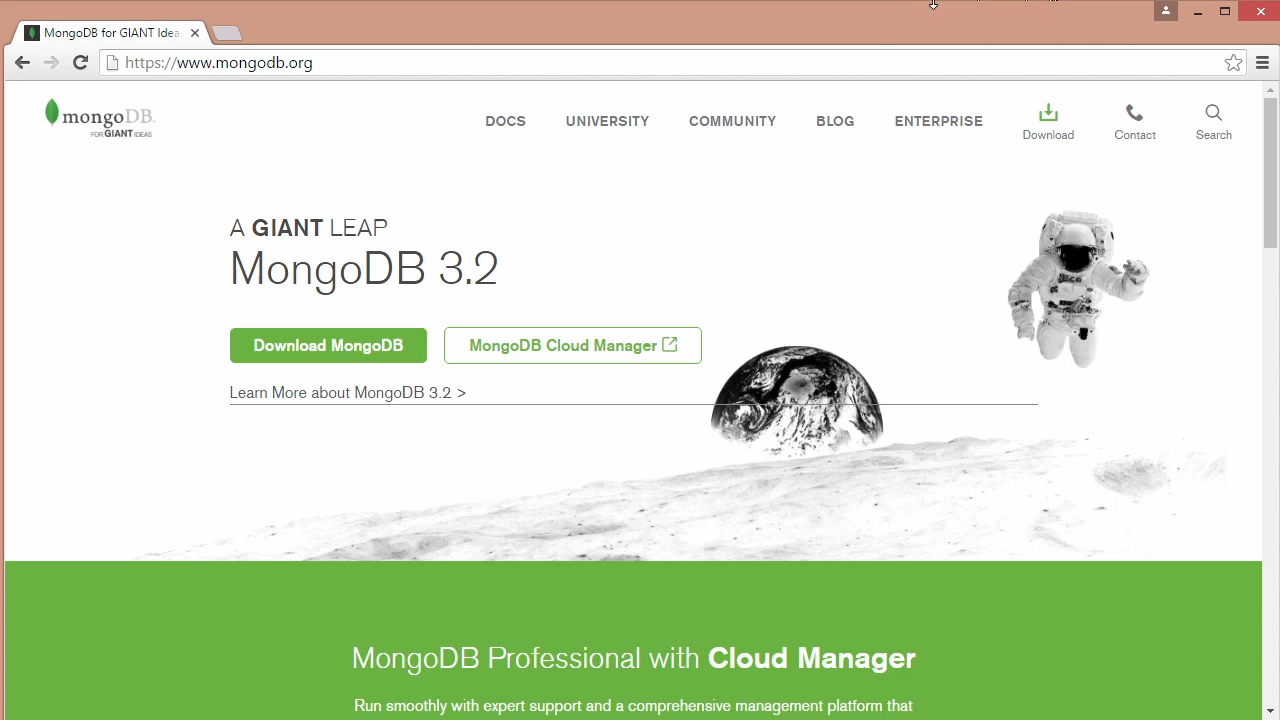 MongoDB for GIANT Idea
https://www.mongodb.org
mongoDB.
FOR GIANT IDEAS
DOCS UNIVERSITY COMMUNITY BLOG ENTERPRISE Download Contact Search
A GIANT LEAP
MongoDB 3.2
Download MongoDB MongoDB Cloud Manager
Learn More about MongoDB 3.2 >
MongoDB Professional with Cloud Manager
Run smoothly with expert support and a comprehensive management platform that